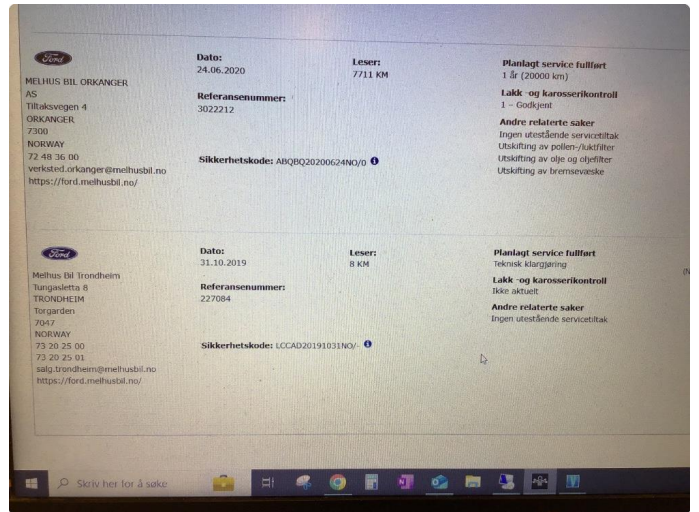 Ford
MELHUS BIL ORKANGER
AS
Tiltaksvegen 4
ORKANGER
7300
NORWAY
72 48 36 00
verksted.orkanger@melhusbil.no
https://ford.melhusbil.no/
Dato:
24.06.2020
Referansenummer:
3022212
Sikkerhetskode: ABQBQ20200624NO/0
Leser:
7711 KM
Planlagt service fullført
1 år (20000 km)
Lakk -og karosserikontroll
1 - Godkjent
Andre relaterte saker
Ingen utestående servicetiltak
Utskifting av pollen-/luktfilter
Utskifting av olje og oljefilter
Utskifting av bremsevæske
Ford
Melhus Bil Trondheim
Tungasletta 8
TRONDHEIM
Torgarden
7047
NORWAY
73 20 25 00
73 20 25 01
salg.trondheim@melhusbil.no
https://ford.melhusbil.no/
Dato:
31.10.2019
Referansenummer:
227084
Sikkerhetskode: LCCAD20191031NO/-
Leser:
8 KM
Planlagt service fullført
Teknisk klargjøring
Lakk -og karosserikontroll
Ikke aktuelt
Andre relaterte saker
Ingen utestående servicetiltak
(N
Skriv her for å søke